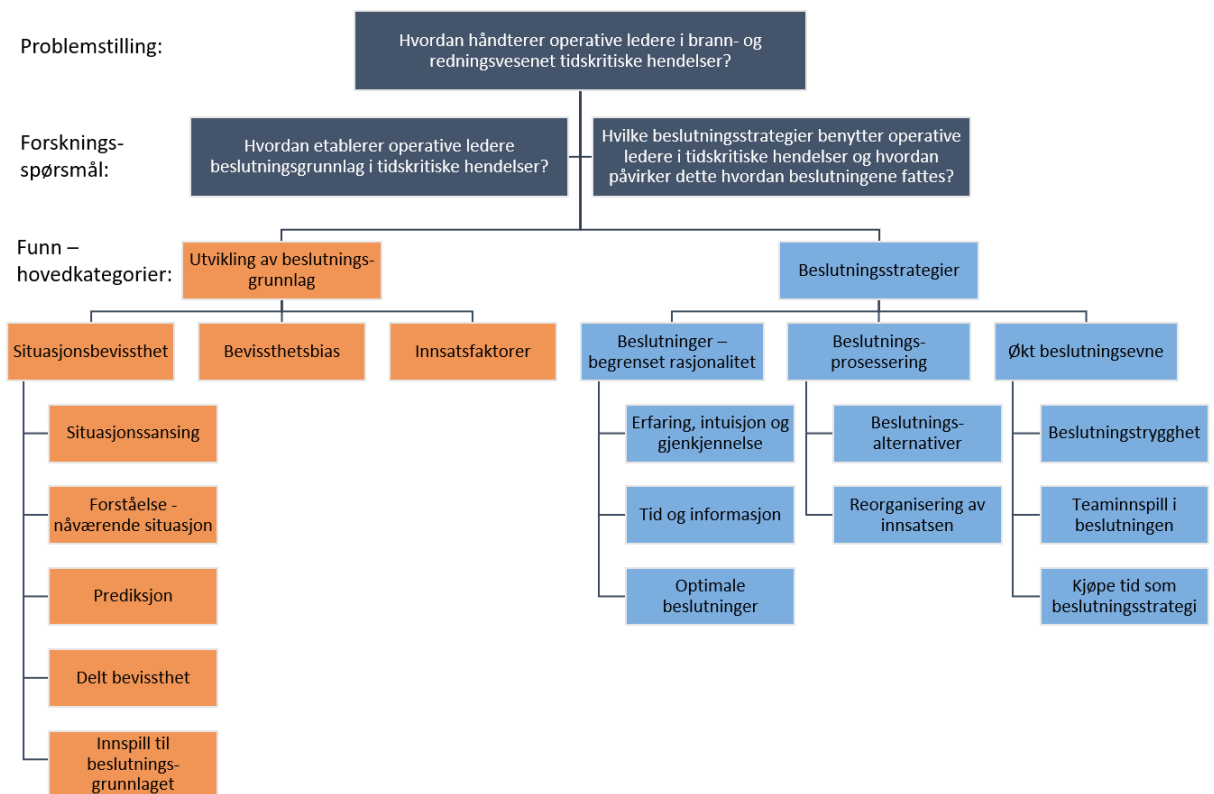 Problemstilling:
Hvordan håndterer operative ledere i brann- og
redningsvesenet tidskritiske hendelser?
Forsknings-
spørsmål:
Hvordan etablerer operative ledere
beslutningsgrunnlag i tidskritiske hendelser?
Hvilke beslutningsstrategier benytter operative
ledere i tidskritiske hendelser og hvordan
påvirker dette hvordan beslutningene fattes?
Funn –
hovedkategorier:
Utvikling av beslutnings-
grunnlag
Beslutningsstrategier
Situasjonsbevissthet
Bevissthetsbias
Innsatsfaktorer
Beslutninger –
begrenset rasjonalitet
Beslutnings-
prosessering
Økt beslutningsevne
Situasjonssansing
Forståelse -
nåværende situasjon
Prediksjon
Delt bevissthet
Innspill til
beslutnings-
grunnlaget
Erfaring, intuisjon og
gjenkjennelse
Tid og informasjon
Optimale
beslutninger
Beslutnings-
alternativer
Reorganisering av
innsatsen
Beslutningstrygghet
Teaminnspill i
beslutningen
Kjøpe tid som
beslutningsstrategi